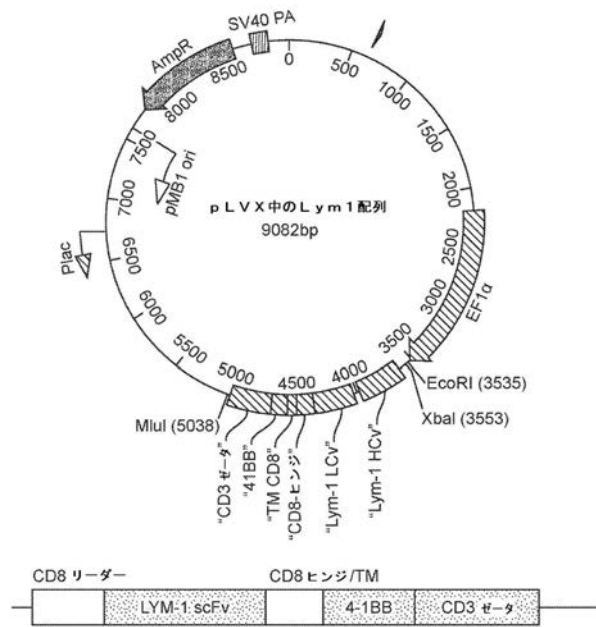 SV40 PA
AmpR
0
500
1000
1500
2000
2500
3000
3500
4000
4500
5000
5500
6000
6500
7000
7500
8000
8500
pMB1 ori
Plac
pLVX中のLym1配列
9082bp
EF1α
EcoRI (3535)
XbaI (3553)
MluI (5038)
"CD3 ゼータ"
"41BB"
"TM CD8"
"CD8-ヒンジ"
"Lym-1 LCv"
"Lym-1 HCv"
CD8 リーダー
CD8 ヒンジ/TM
LYM-1 scFv
4-1BB
CD3 ゼータ